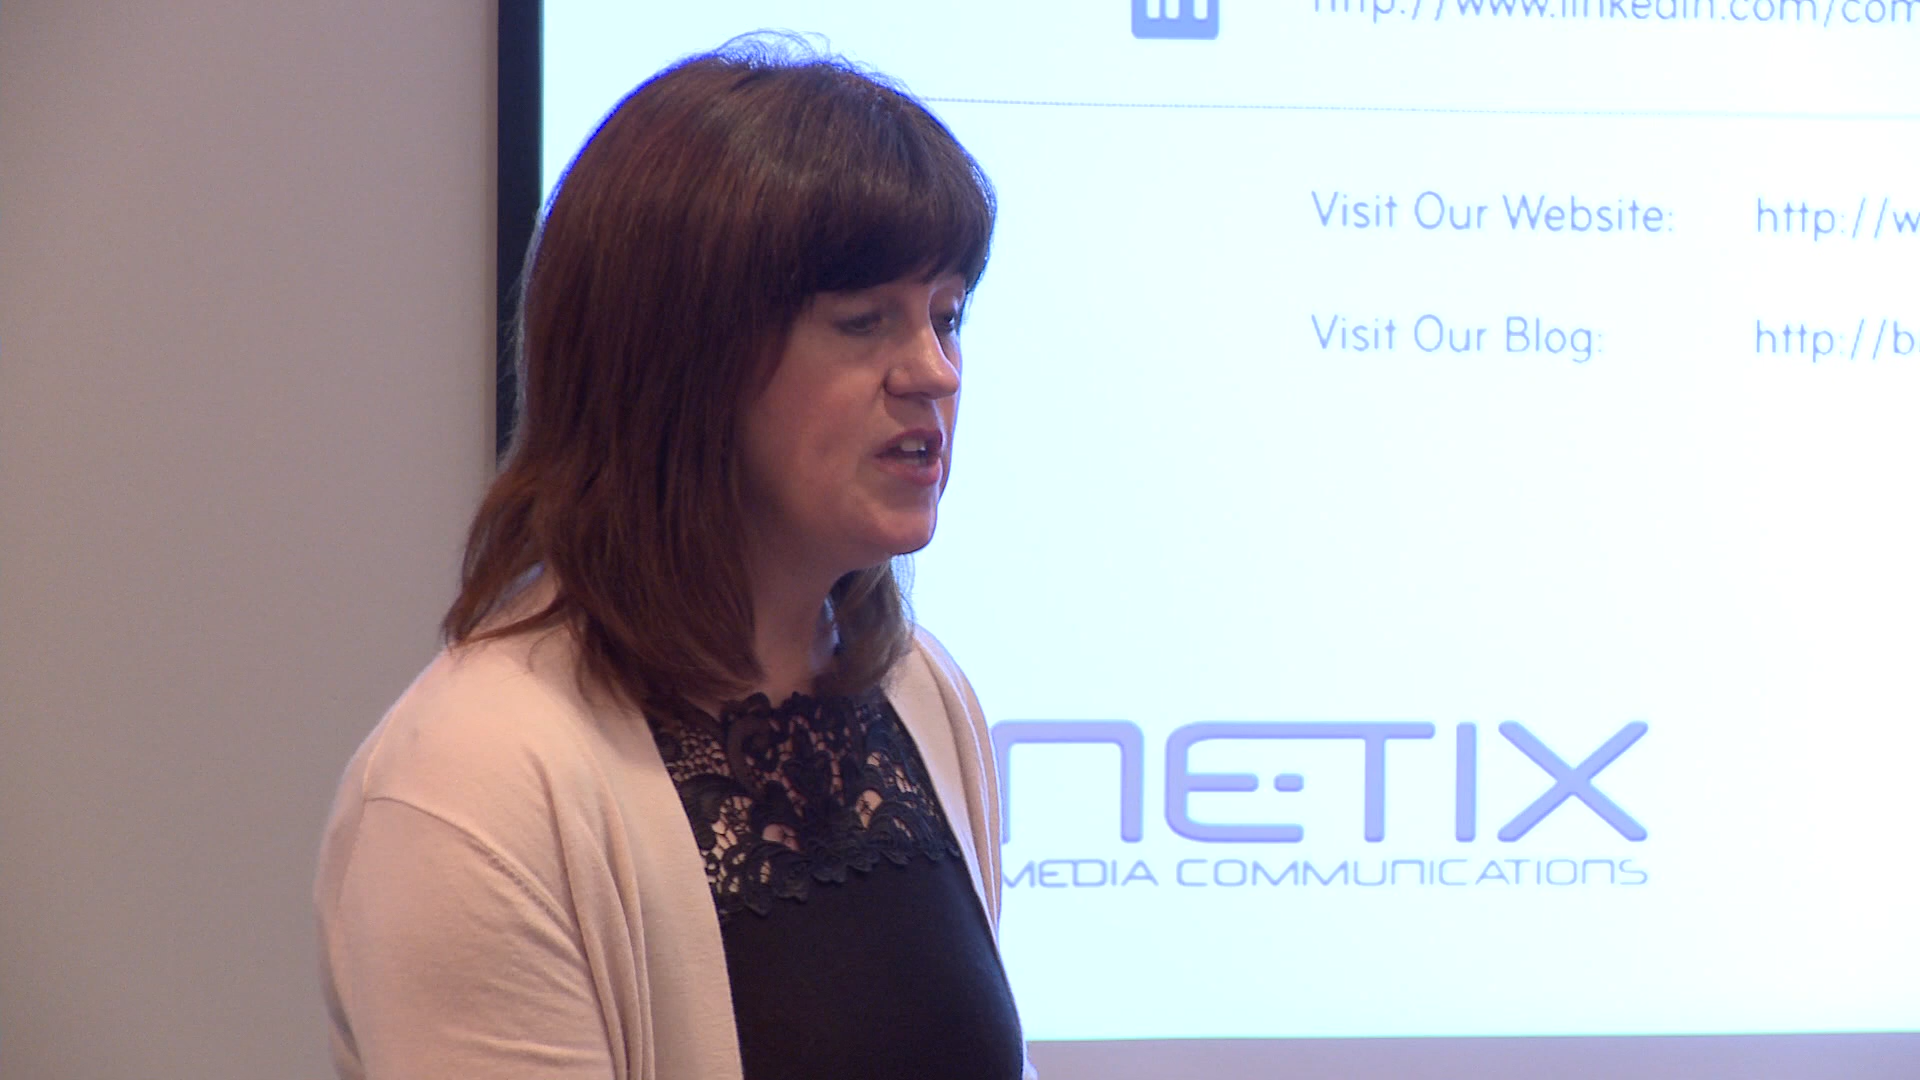 http://www.linkedin.com/com
Visit Our Website: http://w
Visit Our Blog: http://b
NE-TIX
MEDIA COMMUNICATIONS